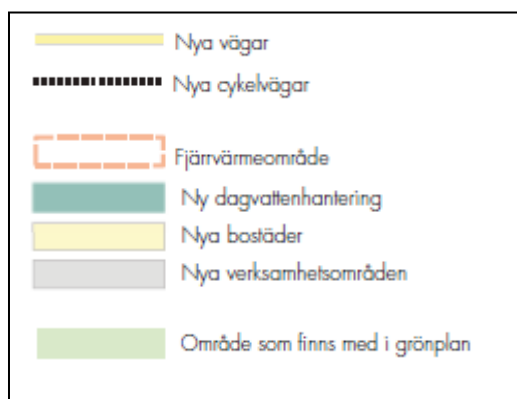 Nya vägar
Nya cykelvägar
Fjärrvärmeområde
Ny dagvattenhantering
Nya bostäder
Nya verksamhetsområden
Område som finns med i grönplan